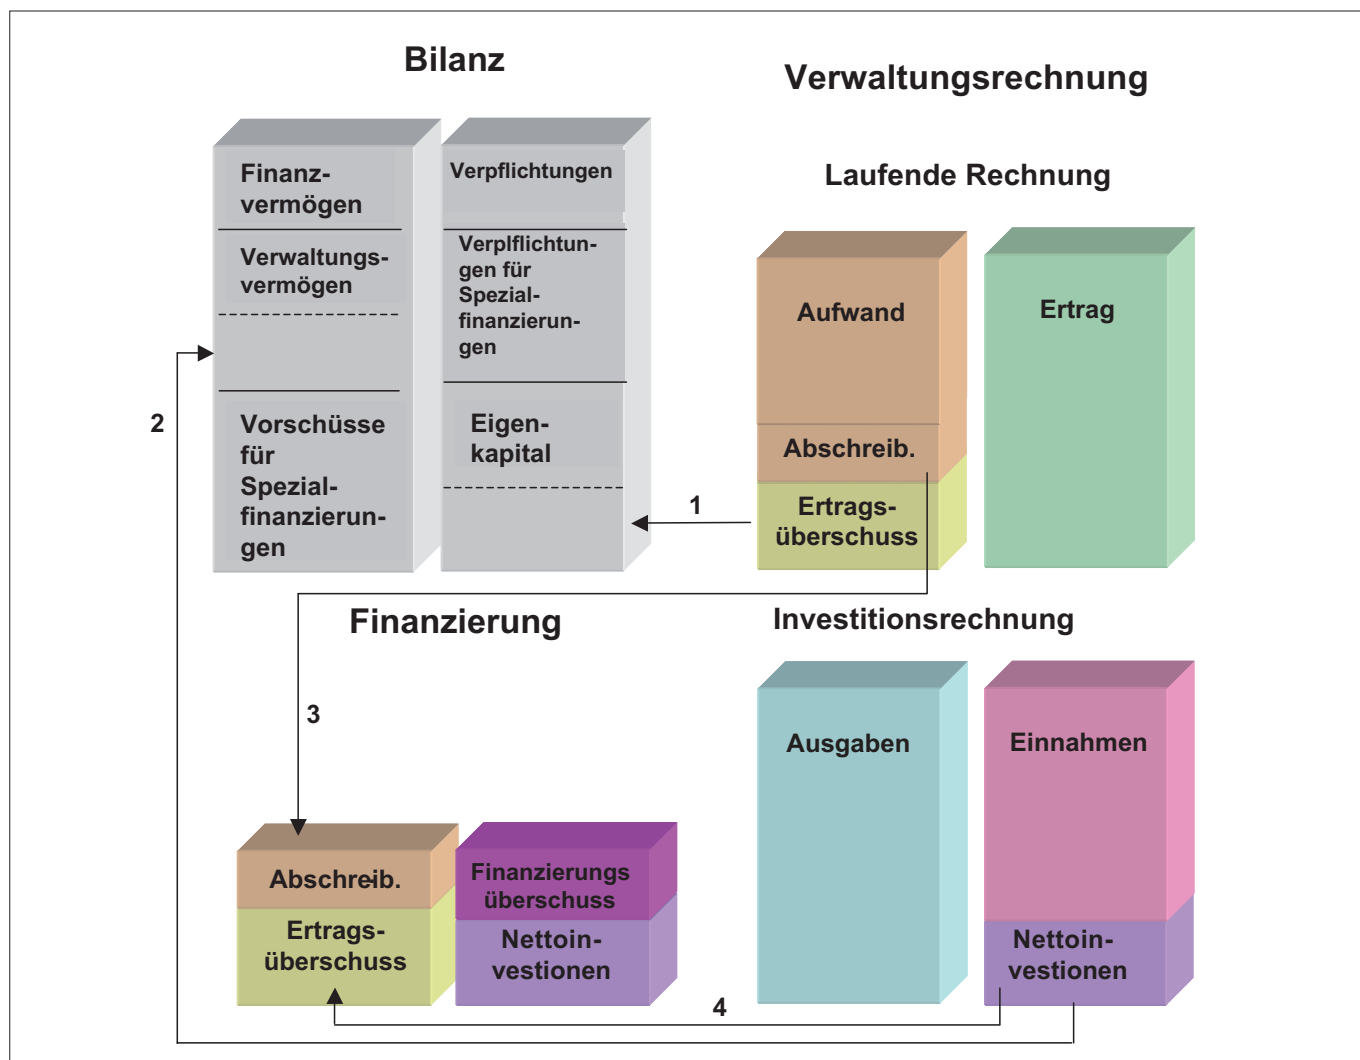 Bilanz
Verwaltungsrechnung
Finanz-
vermögen
Verwaltungs-
vermögen
Vorschüsse
für
Spezial-
finanzierun-
gen
Verpflichtungen
Verplflichtun-
gen für
Spezial-
finanzierun-
gen
Eigen-
kapital
Laufende Rechnung
Aufwand
Abschreib.
Ertrags-
überschuss
Ertrag
1
2
3
4
Finanzierung
Abschreib.
Ertrags-
überschuss
Finanzierungs
überschuss
Nettoin-
vestionen
Investitionsrechnung
Ausgaben
Einnahmen
Nettoin-
vestionen